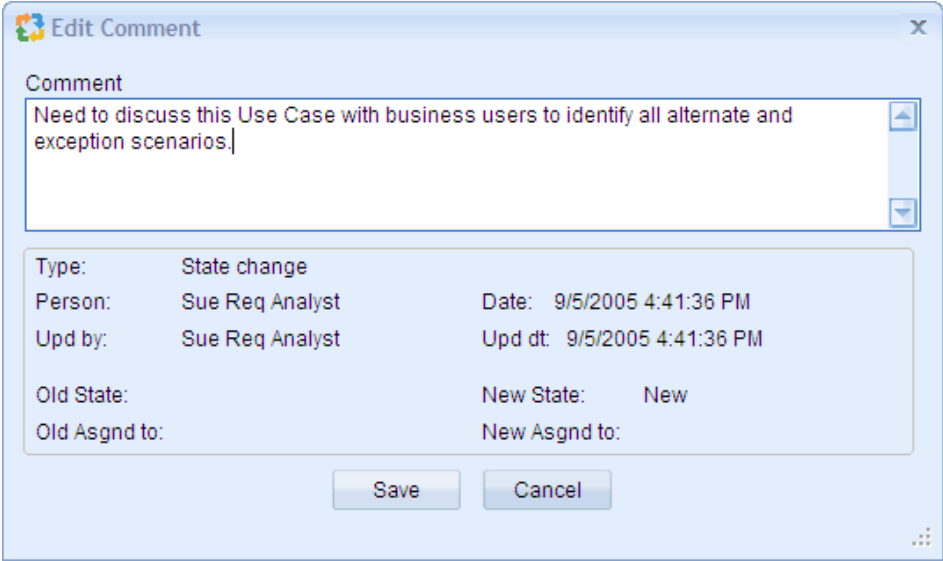 Edit Comment
Comment
Need to discuss this Use Case with business users to identify all alternate and
exception scenarios.
Type: State change
Person: Sue Req Analyst Date: 9/5/2005 4:41:36 PM
Upd by: Sue Req Analyst Upd dt: 9/5/2005 4:41:36 PM
Old State: New State: New
Old Asgnd to: New Asgnd to:
Save Cancel